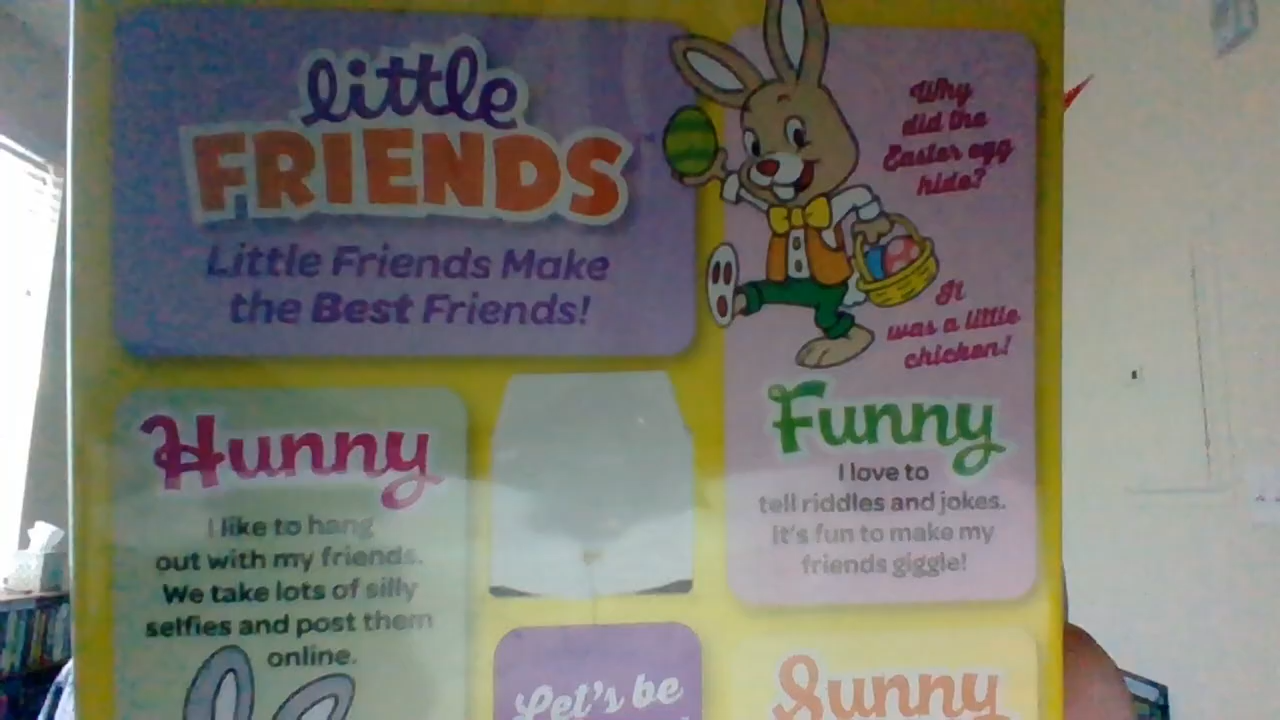 little
FRIENDS
Little Friends Make
the Best Friends!
Why
did the
Easter egg
hide?
It
was a little
chicken!
Funny
I love to
tell riddles and jokes.
It's fun to make my
friends giggle!
Hunny
I like to hang
out with my friends.
We take lots of silly
selfies and post them
online.
Let's be
Sunny